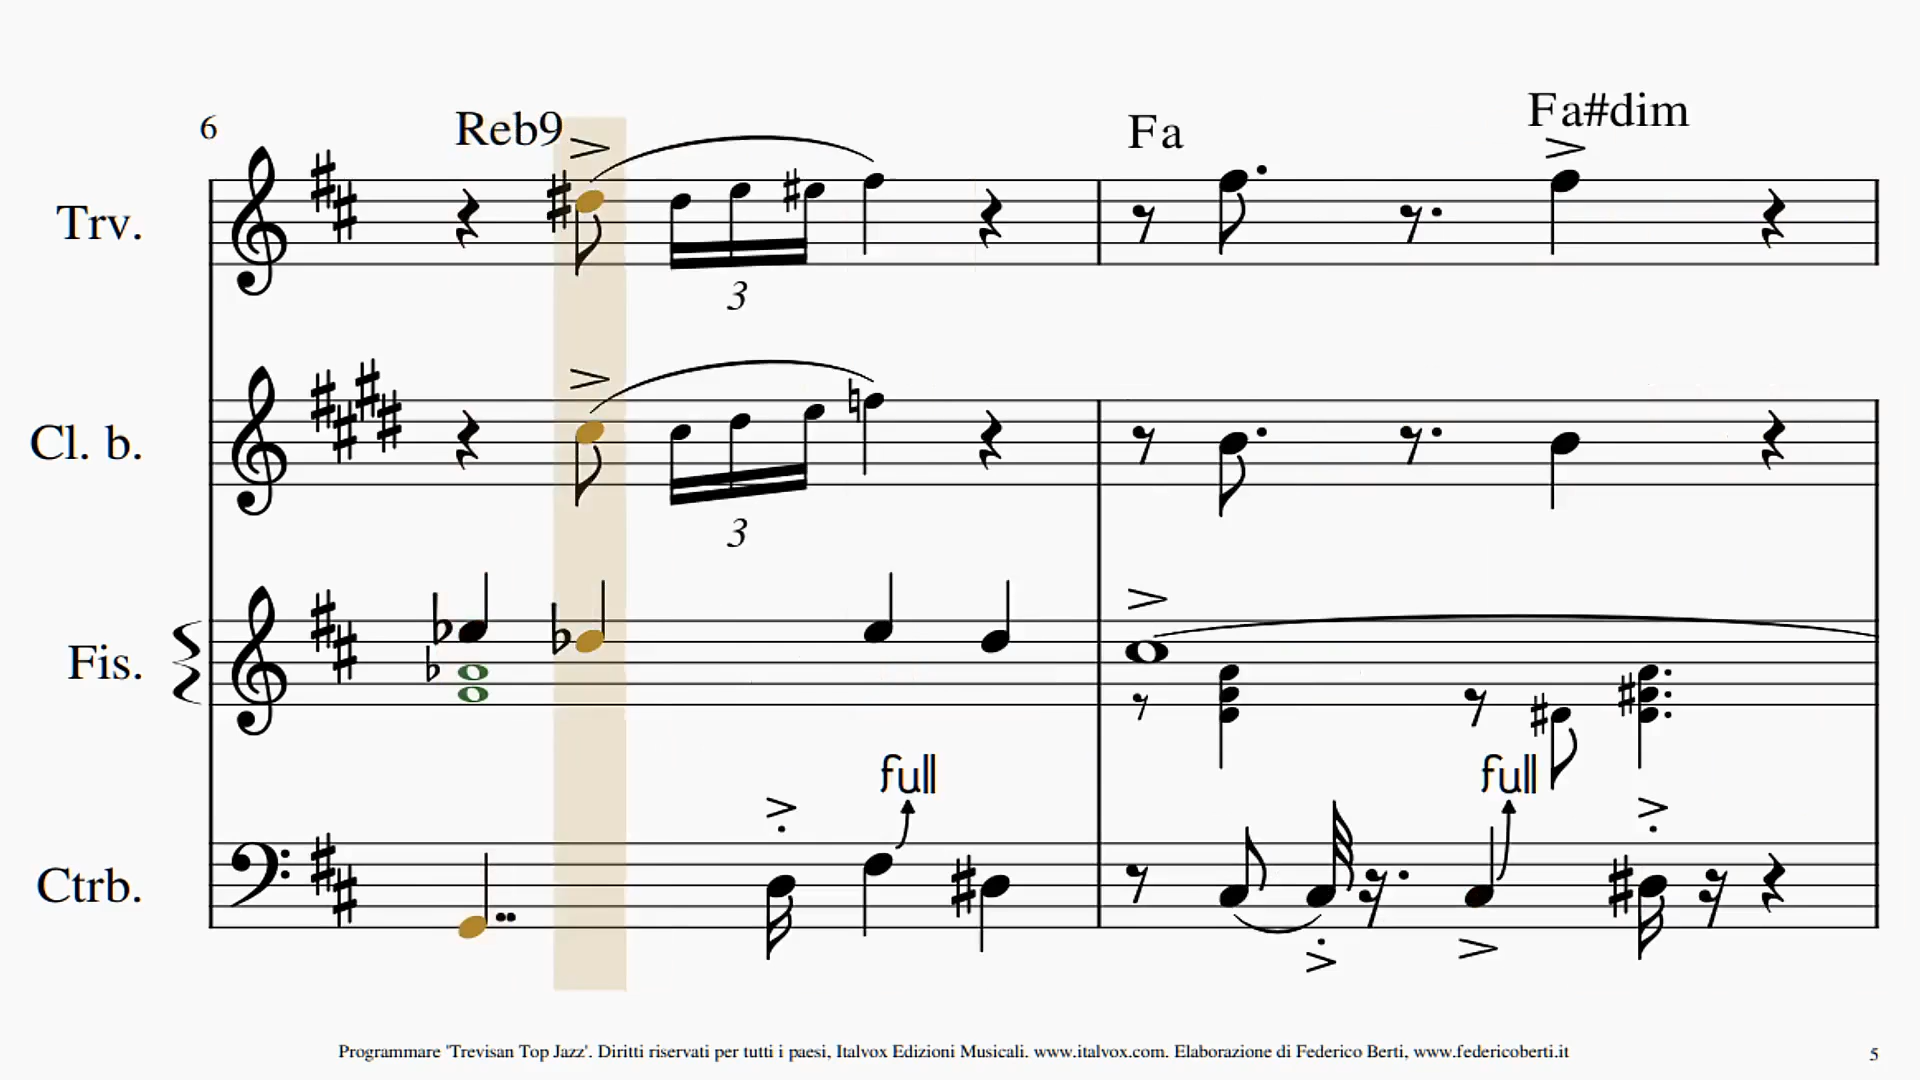 6
Reb9
Fa
Fa#dim
Trv.
3
Cl. b.
3
Fis.
full
full
Ctrb.
Programmare 'Trevisan Top Jazz'. Diritti riservati per tutti i paesi, Italvox Edizioni Musicali. www.italvox.com. Elaborazione di Federico Berti, www.federicoberti.it
5